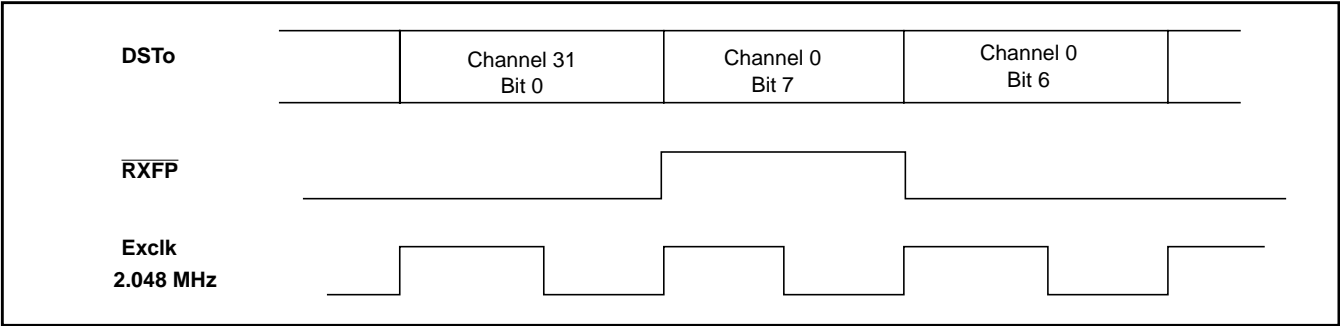 DSTo
Channel 31
Bit 0
Channel 0
Bit 7
Channel 0
Bit 6
RXFP
Exclk
2.048 MHz